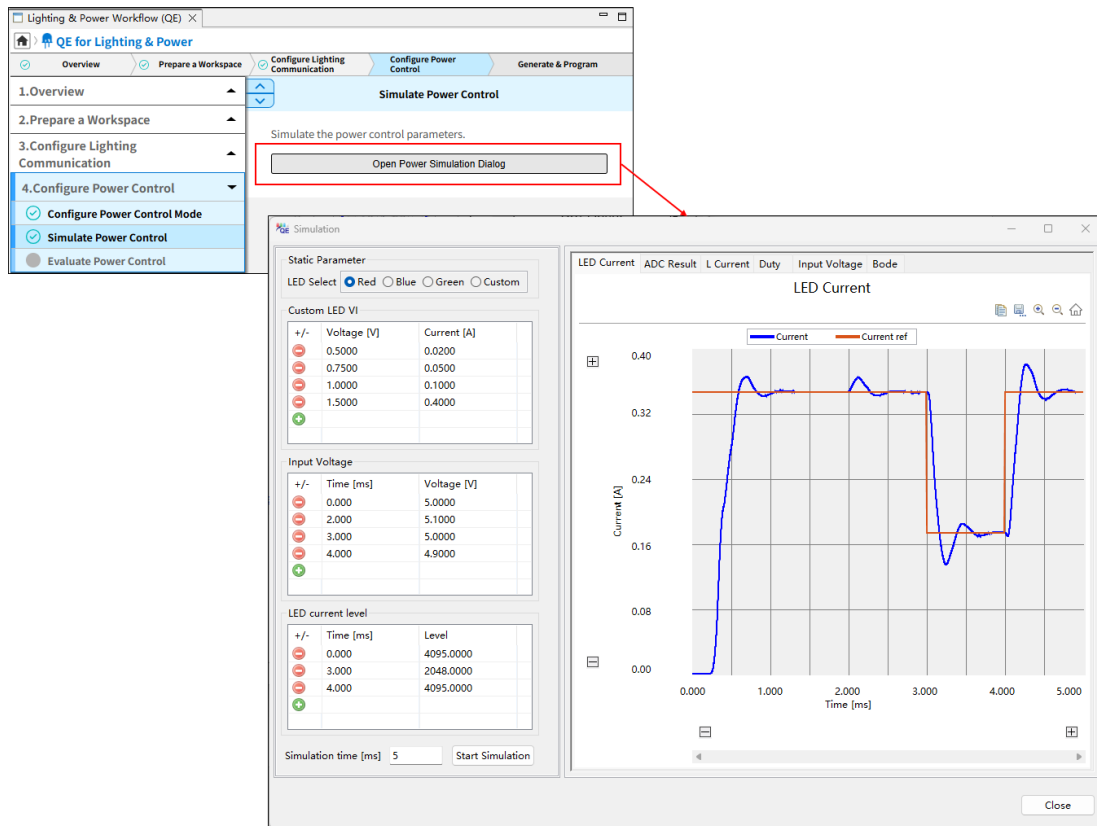 Lighting & Power Workflow (QE)
QE for Lighting & Power
Overview
Prepare a Workspace
Configure Lighting
Communication
Configure Power
Control
Generate & Program
1.Overview
2.Prepare a Workspace
3.Configure Lighting
Communication
4.Configure Power Control
Configure Power Control Mode
Simulate Power Control
Evaluate Power Control
Simulate Power Control
Simulate the power control parameters.
Open Power Simulation Dialog
QE Simulation
Static Parameter
LED Select Red Blue Green Custom
Custom LED VI
+/- Voltage [V] Current [A]
0.5000 0.0200
0.7500 0.0500
1.0000 0.1000
1.5000 0.4000
Input Voltage
+/- Time [ms] Voltage [V]
0.000 5.0000
2.000 5.1000
3.000 5.0000
4.000 4.9000
LED current level
+/- Time [ms] Level
0.000 4095.0000
3.000 2048.0000
4.000 4095.0000
Simulation time [ms] 5 Start Simulation
LED Current ADC Result L Current Duty Input Voltage Bode
LED Current
Current Current ref
0.40
0.32
0.24
0.16
0.08
0.00
Current [A]
0.000 1.000 2.000 3.000 4.000 5.000
Time [ms]
Close